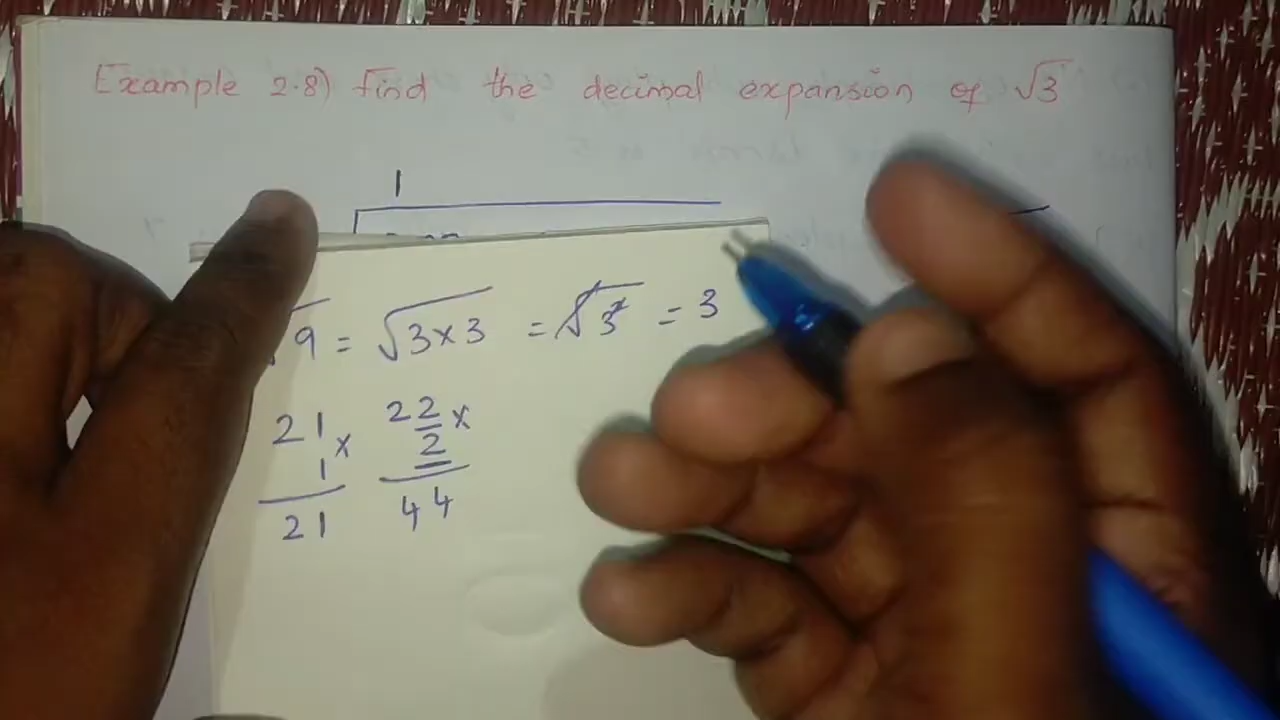 Example 2.8) Find the decimal expansion of √3
1
√9 = √3×3 = √3² = 3
21 × 22 ×
1 2
21 44